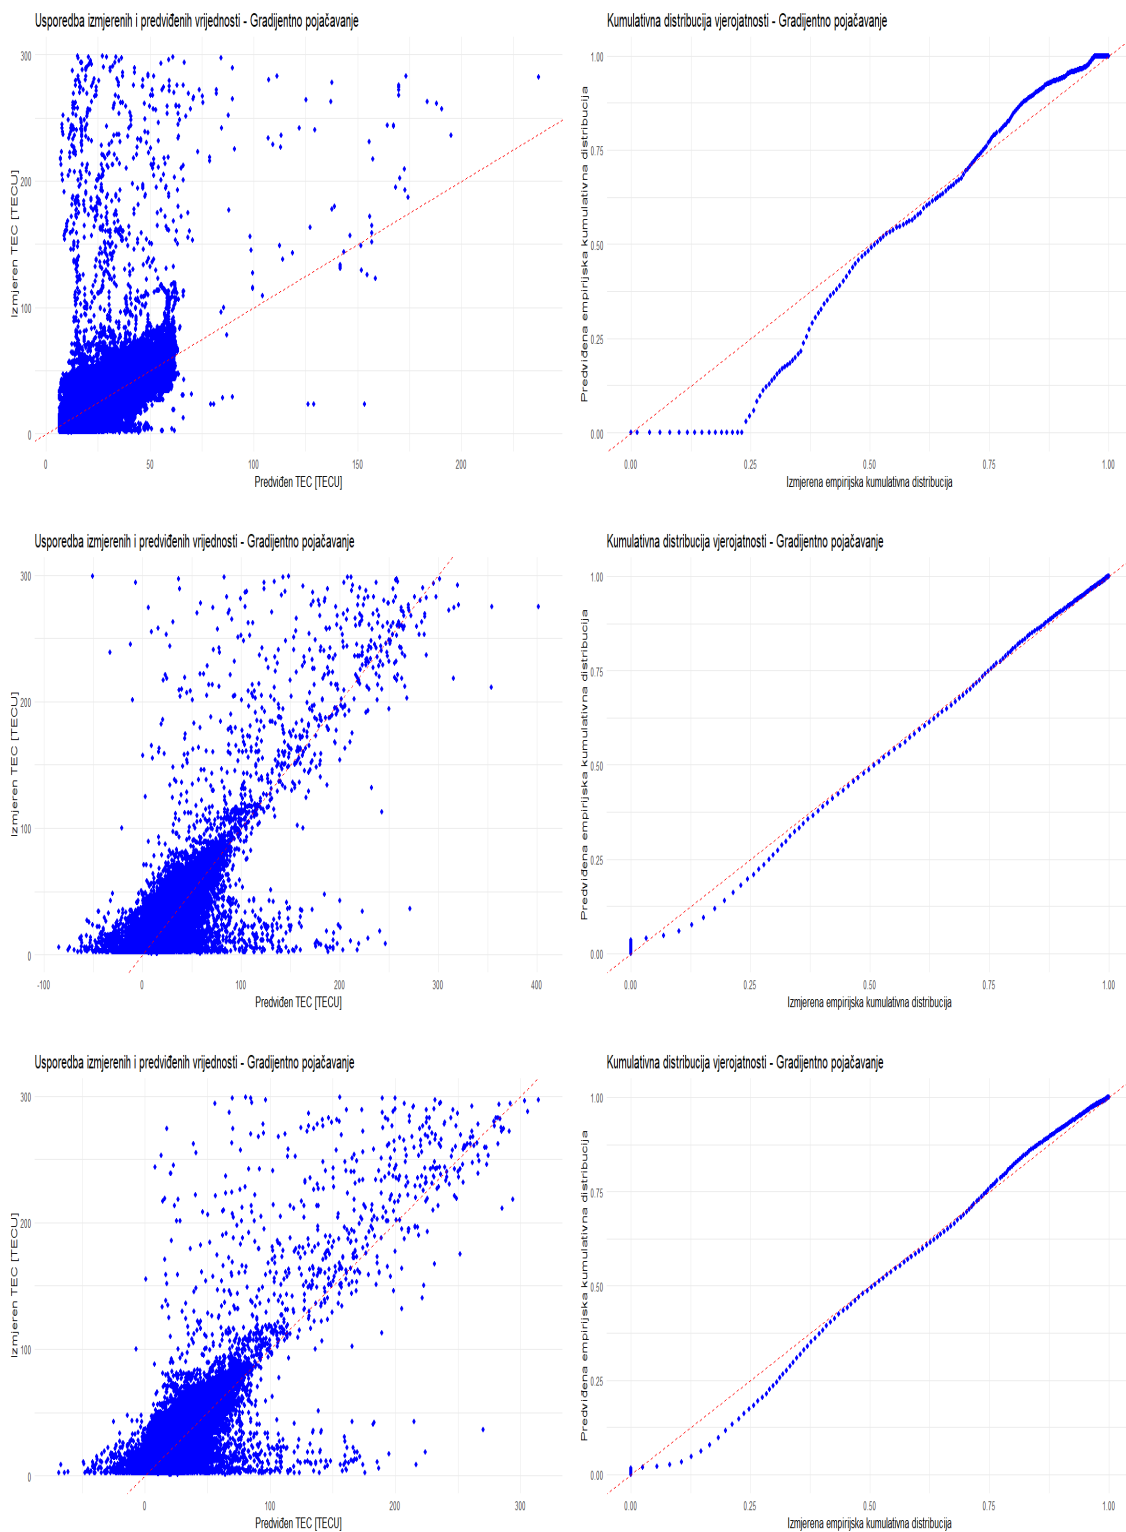 Usporedba izmjerenih i predviđenih vrijednosti - Gradijentno pojačavanje
Izmjeren TEC [TECU]
300
200
100
0
0 50 100 150 200
Predviđen TEC [TECU]
Kumulativna distribucija vjerojatnosti - Gradijentno pojačavanje
Predviđena empirijska kumulativna distribucija
1.00
0.75
0.50
0.25
0.00
0.00 0.25 0.50 0.75 1.00
Izmjerena empirijska kumulativna distribucija
Usporedba izmjerenih i predviđenih vrijednosti - Gradijentno pojačavanje
Izmjeren TEC [TECU]
300
200
100
0
-100 0 100 200 300 400
Predviđen TEC [TECU]
Kumulativna distribucija vjerojatnosti - Gradijentno pojačavanje
Predviđena empirijska kumulativna distribucija
1.00
0.75
0.50
0.25
0.00
0.00 0.25 0.50 0.75 1.00
Izmjerena empirijska kumulativna distribucija
Usporedba izmjerenih i predviđenih vrijednosti - Gradijentno pojačavanje
Izmjeren TEC [TECU]
300
200
100
0
0 100 200 300
Predviđen TEC [TECU]
Kumulativna distribucija vjerojatnosti - Gradijentno pojačavanje
Predviđena empirijska kumulativna distribucija
1.00
0.75
0.50
0.25
0.00
0.00 0.25 0.50 0.75 1.00
Izmjerena empirijska kumulativna distribucija